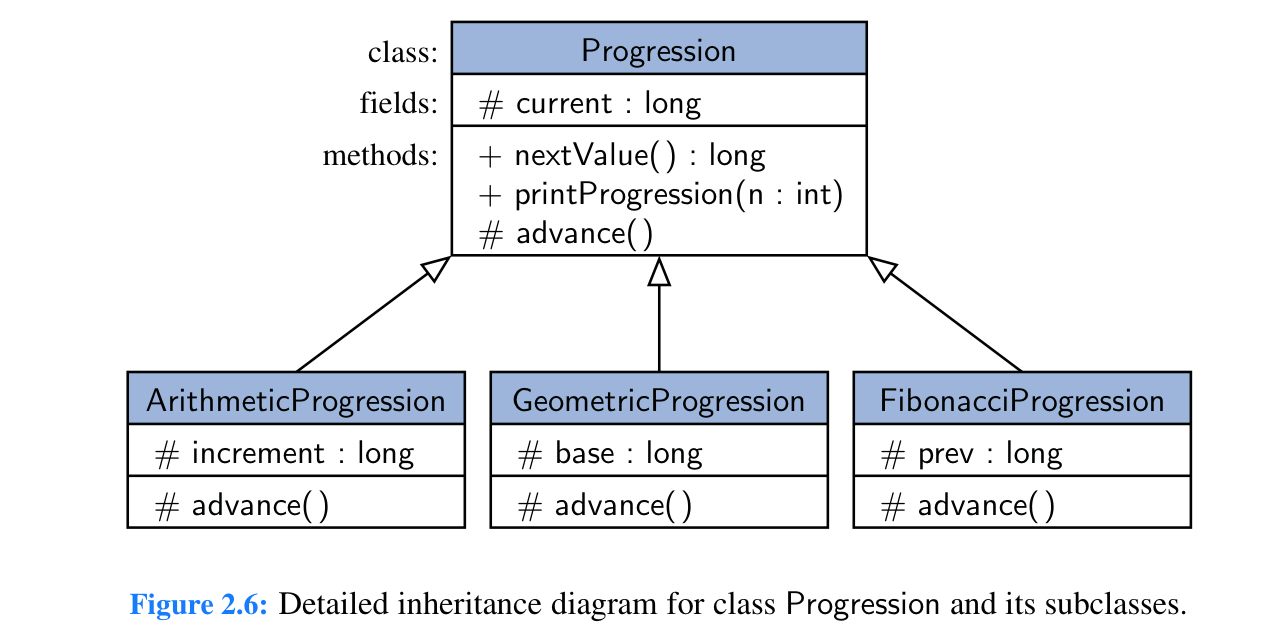 class: Progression
fields: # current : long
methods: + nextValue( ) : long
+ printProgression(n : int)
# advance( )
ArithmeticProgression
# increment : long
# advance( )
GeometricProgression
# base : long
# advance( )
FibonacciProgression
# prev : long
# advance( )
Figure 2.6: Detailed inheritance diagram for class Progression and its subclasses.